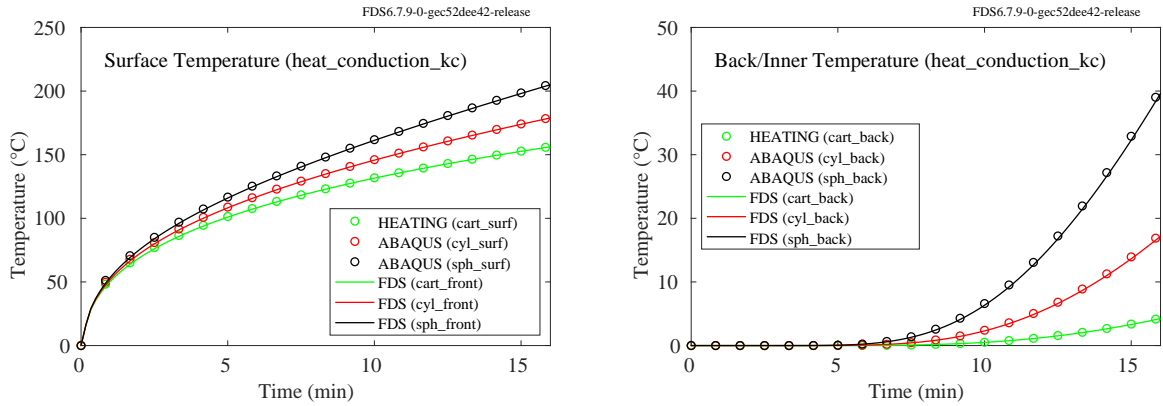 FDS6.7.9-0-gec52dee42-release
Surface Temperature (heat_conduction_kc)
250
200
150
100
50
0
Temperature (°C)
HEATING (cart_surf)
ABAQUS (cyl_surf)
ABAQUS (sph_surf)
FDS (cart_front)
FDS (cyl_front)
FDS (sph_front)
0
5
10
15
Time (min)
FDS6.7.9-0-gec52dee42-release
Back/Inner Temperature (heat_conduction_kc)
50
40
30
20
10
0
Temperature (°C)
HEATING (cart_back)
ABAQUS (cyl_back)
ABAQUS (sph_back)
FDS (cart_back)
FDS (cyl_back)
FDS (sph_back)
0
5
10
15
Time (min)